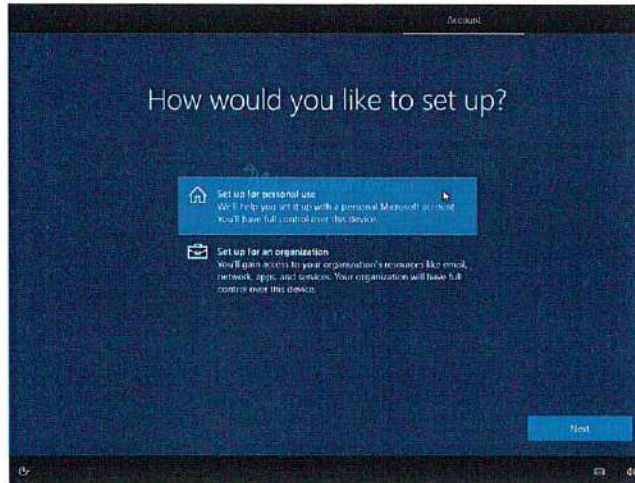 Account
How would you like to set up?
Set up for personal use
We'll help you set it up with a personal Microsoft account.
You'll have full control over this device.
Set up for an organization
You'll gain access to your organization's resources like email,
network, apps, and services. Your organization will have full
control over this device.
Next